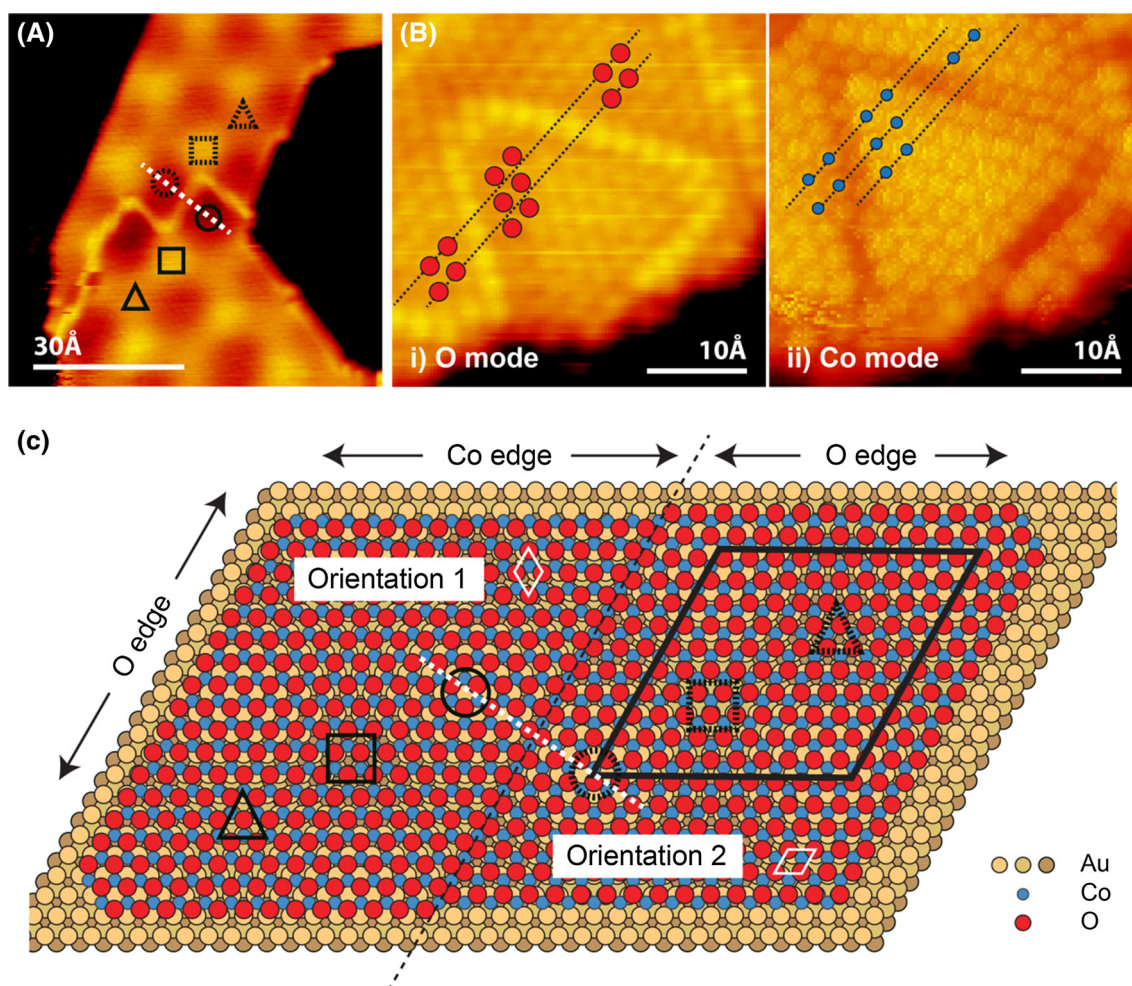 (A)
30Å
(B)
i) O mode
10Å
ii) Co mode
10Å
(c)
Co edge
O edge
O edge
Orientation 1
Orientation 2
Au
Co
O